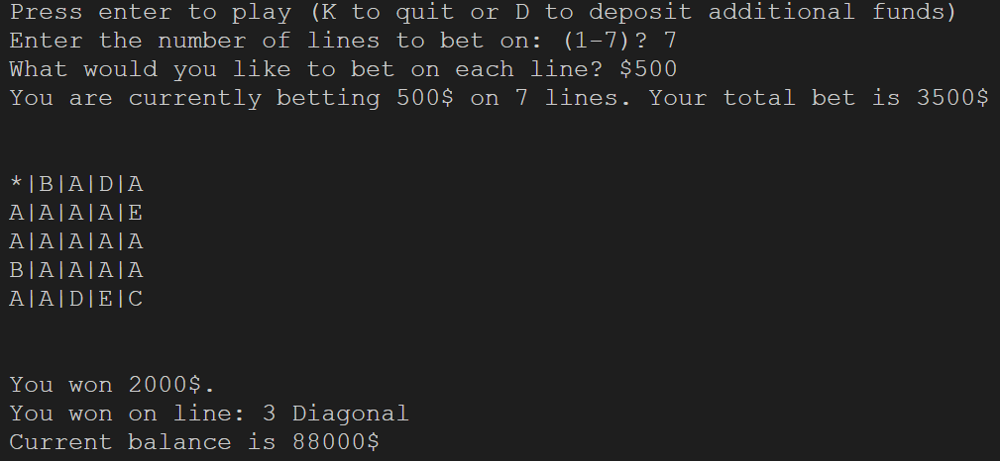 Press enter to play (K to quit or D to deposit additional funds)
Enter the number of lines to bet on: (1-7)? 7
What would you like to bet on each line? $500
You are currently betting 500$ on 7 lines. Your total bet is 3500$
*|B|A|D|A
A|A|A|A|E
A|A|A|A|A
B|A|A|A|A
A|A|D|E|C
You won 2000$.
You won on line: 3 Diagonal
Current balance is 88000$